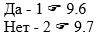 Да - 1 ☞ 9.6
Нет - 2 ☞ 9.7